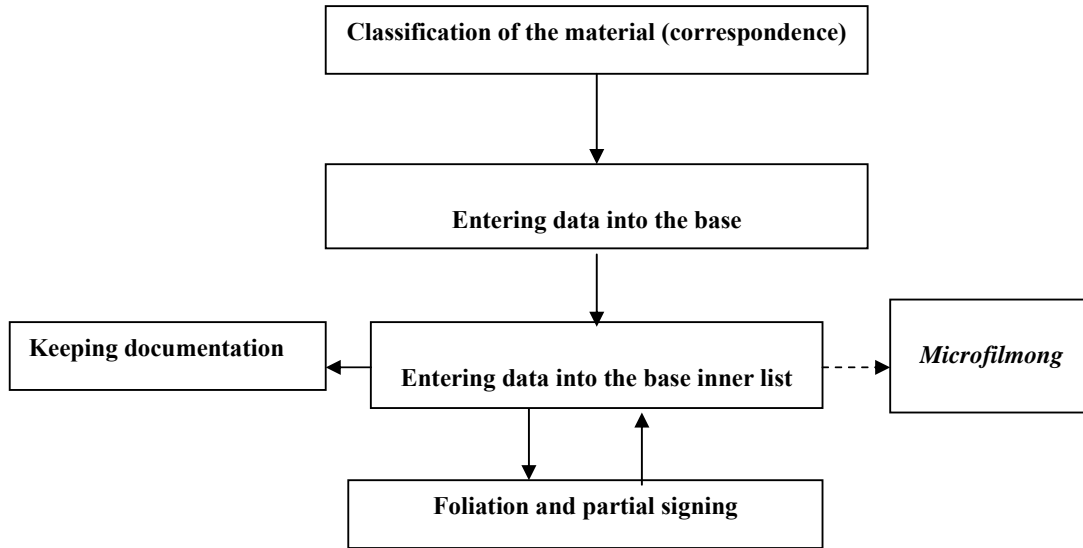 Classification of the material (correspondence)
Entering data into the base
Keeping documentation
Entering data into the base inner list
Microfilmong
Foliation and partial signing